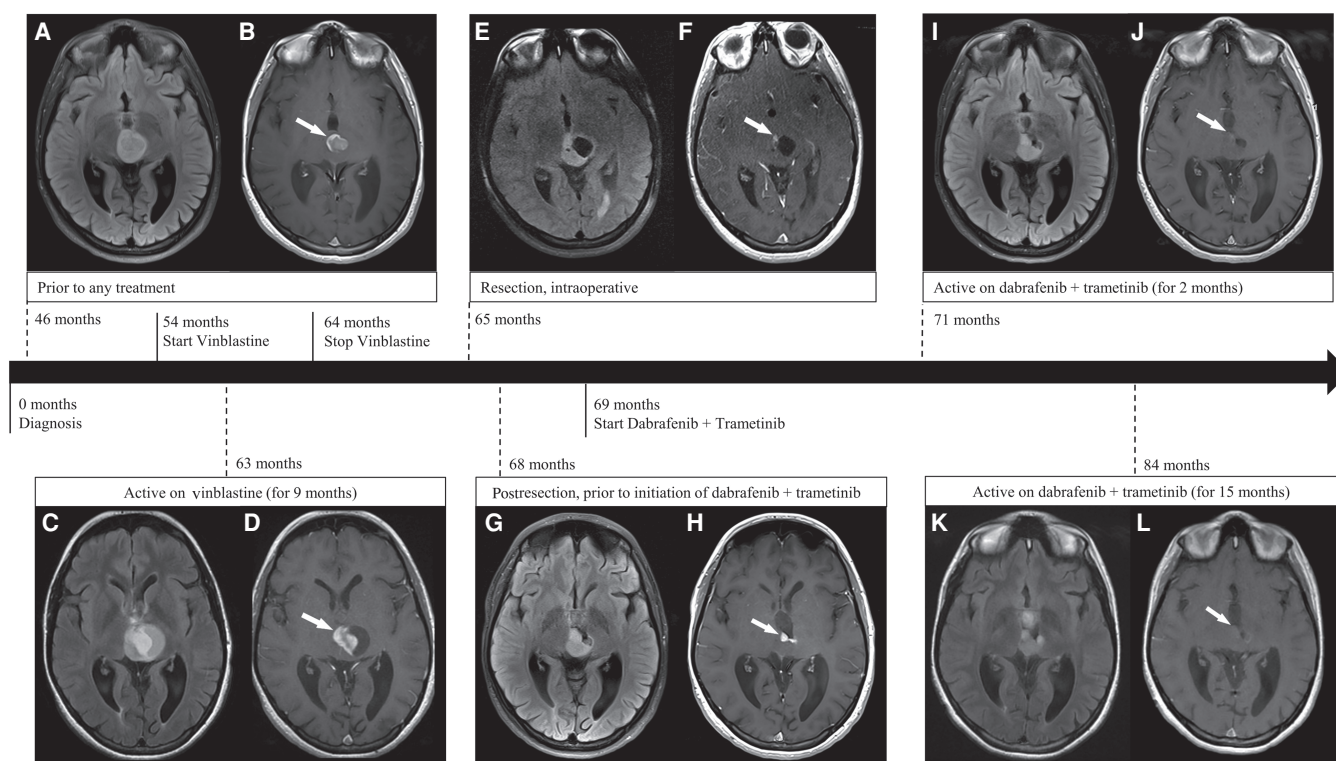 A
B
E
F
I
J
Prior to any treatment
Resection, intraoperative
Active on dabrafenib + trametinib (for 2 months)
46 months
54 months
Start Vinblastine
64 months
Stop Vinblastine
65 months
71 months
0 months
Diagnosis
69 months
Start Dabrafenib + Trametinib
63 months
68 months
84 months
Active on vinblastine (for 9 months)
Postresection, prior to initiation of dabrafenib + trametinib
Active on dabrafenib + trametinib (for 15 months)
C
D
G
H
K
L